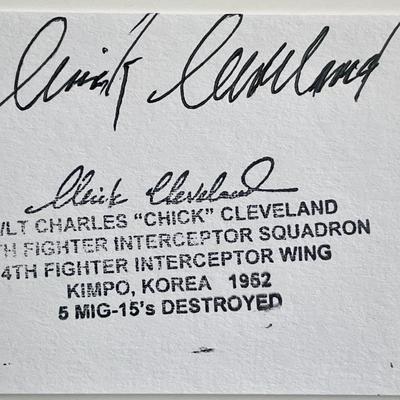 Chick Cleveland
Chick Cleveland
/LT CHARLES “CHICK” CLEVELAND
TH FIGHTER INTERCEPTOR SQUADRON
4TH FIGHTER INTERCEPTOR WING
KIMPO, KOREA 1952
5 MIG-15's DESTROYED